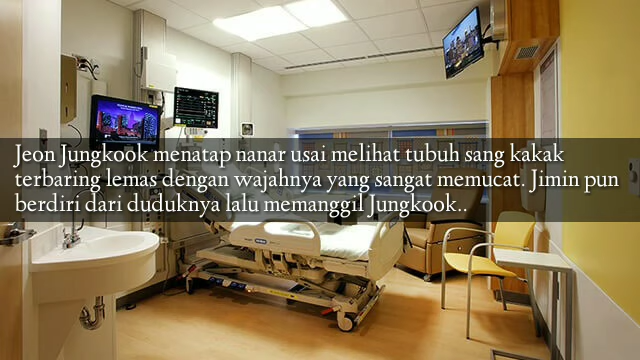 Jeon Jungkook menatap nanar usai melihat tubuh sang kakak
terbaring lemas dengan wajahnya yang sangat memucat. Jimin pun
berdiri dari duduknya lalu memanggil Jungkook..